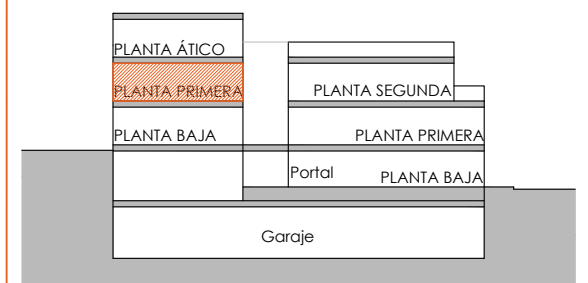 PLANTA ÁTICO
PLANTA PRIMERA PLANTA SEGUNDA
PLANTA BAJA PLANTA PRIMERA
Portal PLANTA BAJA
Garaje